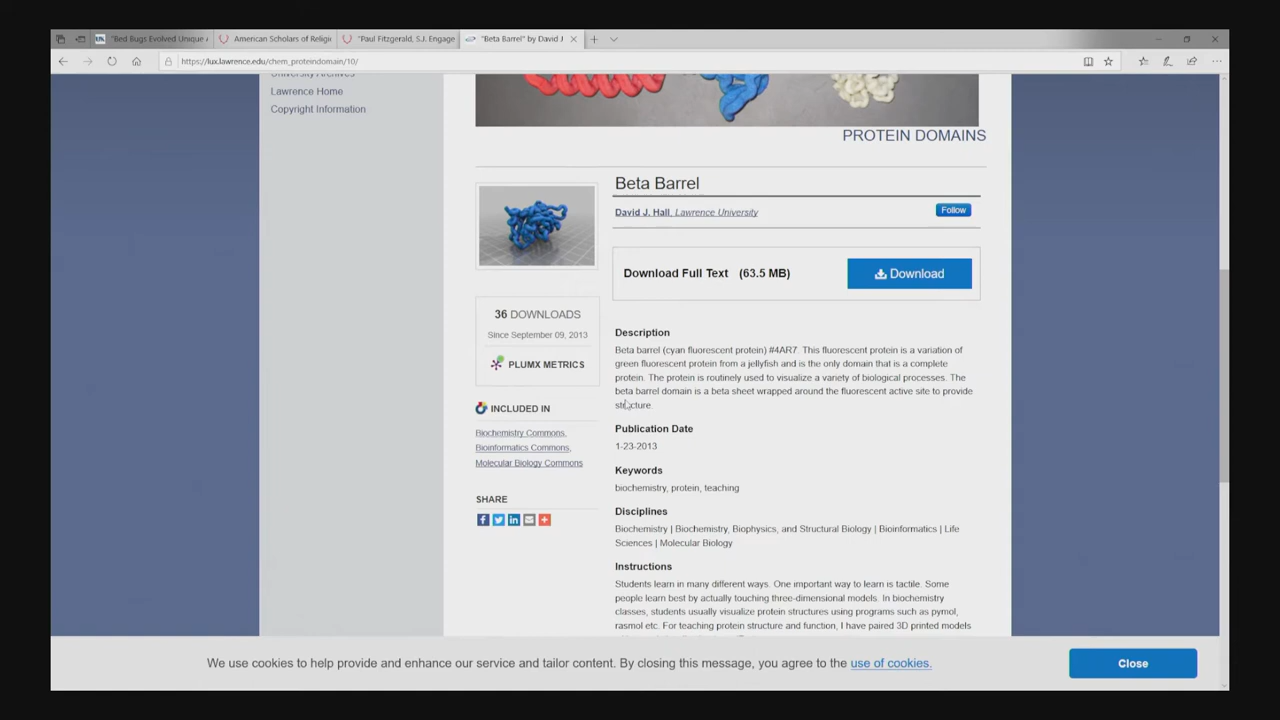 "Bed Bugs Evolved Unique A
American Scholars of Religio
"Paul Fitzgerald, S.J. Engage
"Beta Barrel" by David J
https://lux.lawrence.edu/chem_proteindomain/10/
University Archives
Lawrence Home
Copyright Information
PROTEIN DOMAINS
Beta Barrel
David J. Hall, Lawrence University
Follow
Download Full Text (63.5 MB)
Download
36 DOWNLOADS
Since September 09, 2013
PLUMX METRICS
INCLUDED IN
Biochemistry Commons,
Bioinformatics Commons,
Molecular Biology Commons
SHARE
Description
Beta barrel (cyan fluorescent protein) #4AR7. This fluorescent protein is a variation of
green fluorescent protein from a jellyfish and is the only domain that is a complete
protein. The protein is routinely used to visualize a variety of biological processes. The
beta barrel domain is a beta sheet wrapped around the fluorescent active site to provide
structure.
Publication Date
1-23-2013
Keywords
biochemistry, protein, teaching
Disciplines
Biochemistry | Biochemistry, Biophysics, and Structural Biology | Bioinformatics | Life
Sciences | Molecular Biology
Instructions
Students learn in many different ways. One important way to learn is tactile. Some
people learn best by actually touching three-dimensional models. In biochemistry
classes, students usually visualize protein structures using programs such as pymol,
rasmol etc. For teaching protein structure and function, I have paired 3D printed models
We use cookies to help provide and enhance our service and tailor content. By closing this message, you agree to the use of cookies.
Close